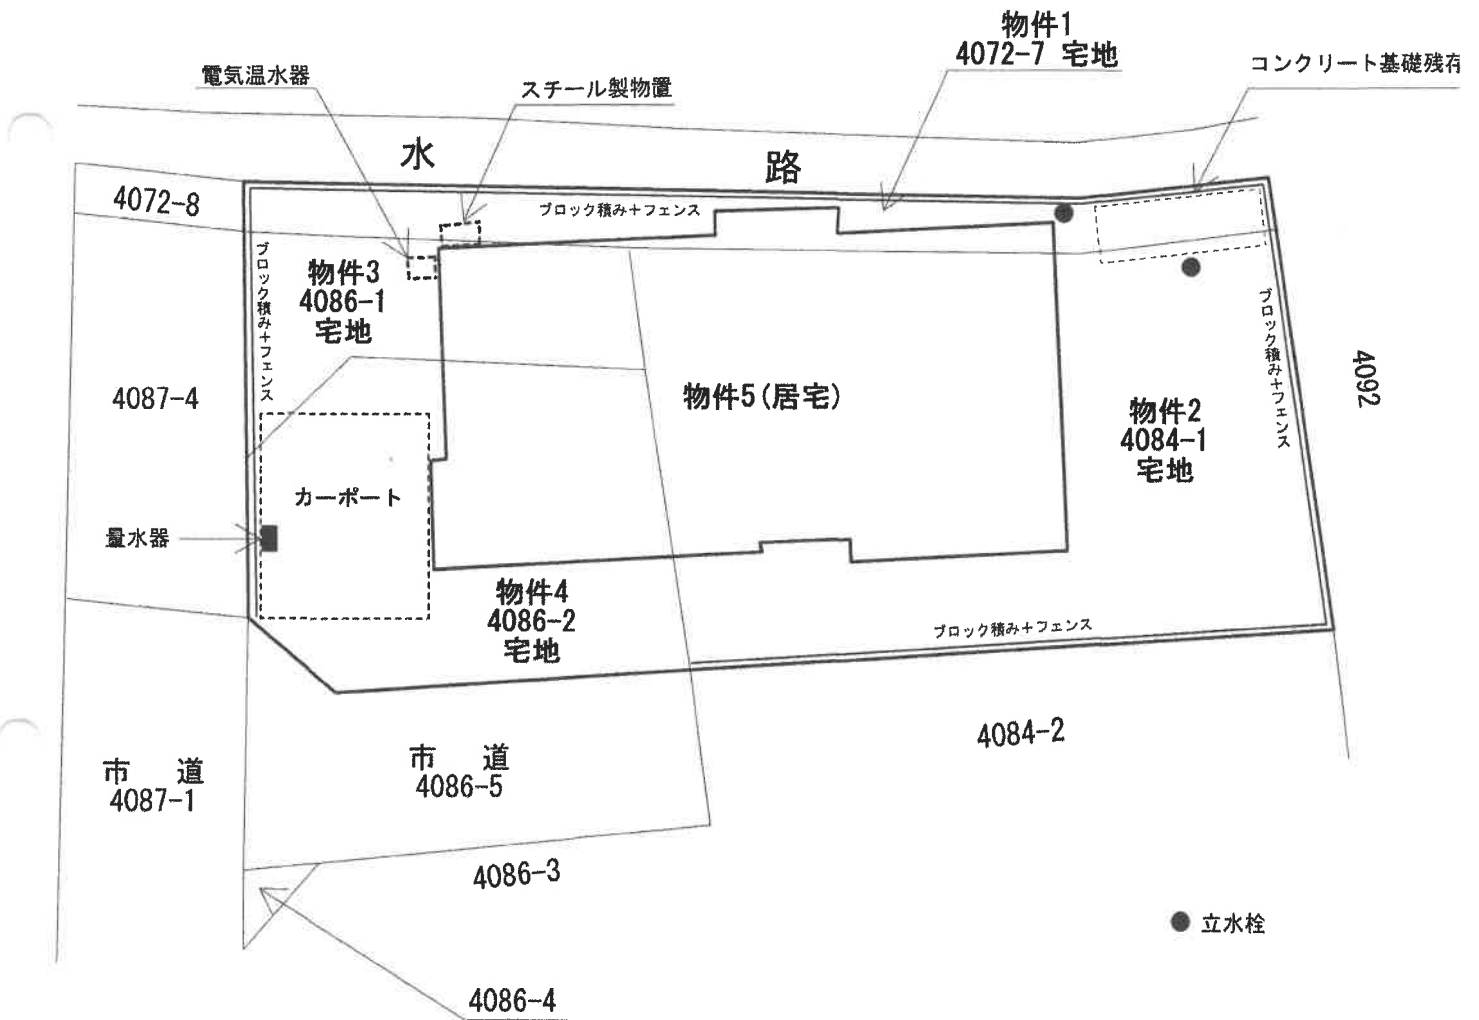 物件1
4072-7 宅地
コンクリート基礎残存
電気温水器
スチール製物置
水 路
4072-8
ブロック積み+フェンス
ブロック積み+フェンス
物件3
4086-1
宅地
ブロック積み+フェンス
4087-4
物件5(居宅)
4092
物件2
4084-1
宅地
カーポート
量水器
物件4
4086-2
宅地
ブロック積み+フェンス
4084-2
市 道
4087-1
市 道
4086-5
4086-3
立水栓
4086-4